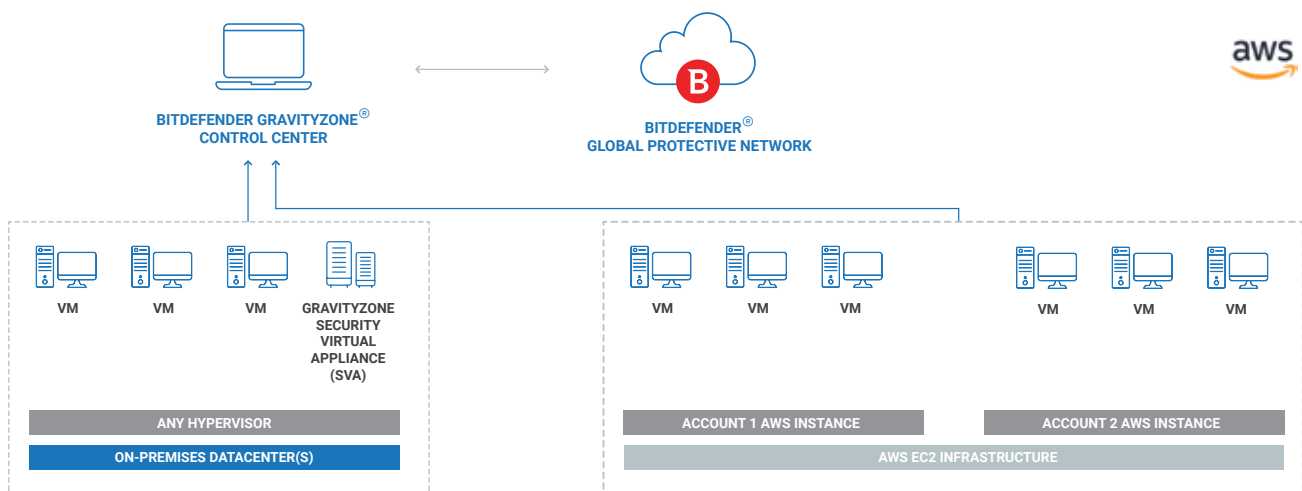 aws
B
BITDEFENDER GRAVITYZONE®
CONTROL CENTER
BITDEFENDER®
GLOBAL PROTECTIVE NETWORK
VM
VM
VM
GRAVITYZONE
SECURITY
VIRTUAL
APPLIANCE
(SVA)
VM
VM
VM
VM
VM
VM
ANY HYPERVISOR
ON-PREMISES DATACENTER(S)
ACCOUNT 1 AWS INSTANCE
ACCOUNT 2 AWS INSTANCE
AWS EC2 INFRASTRUCTURE